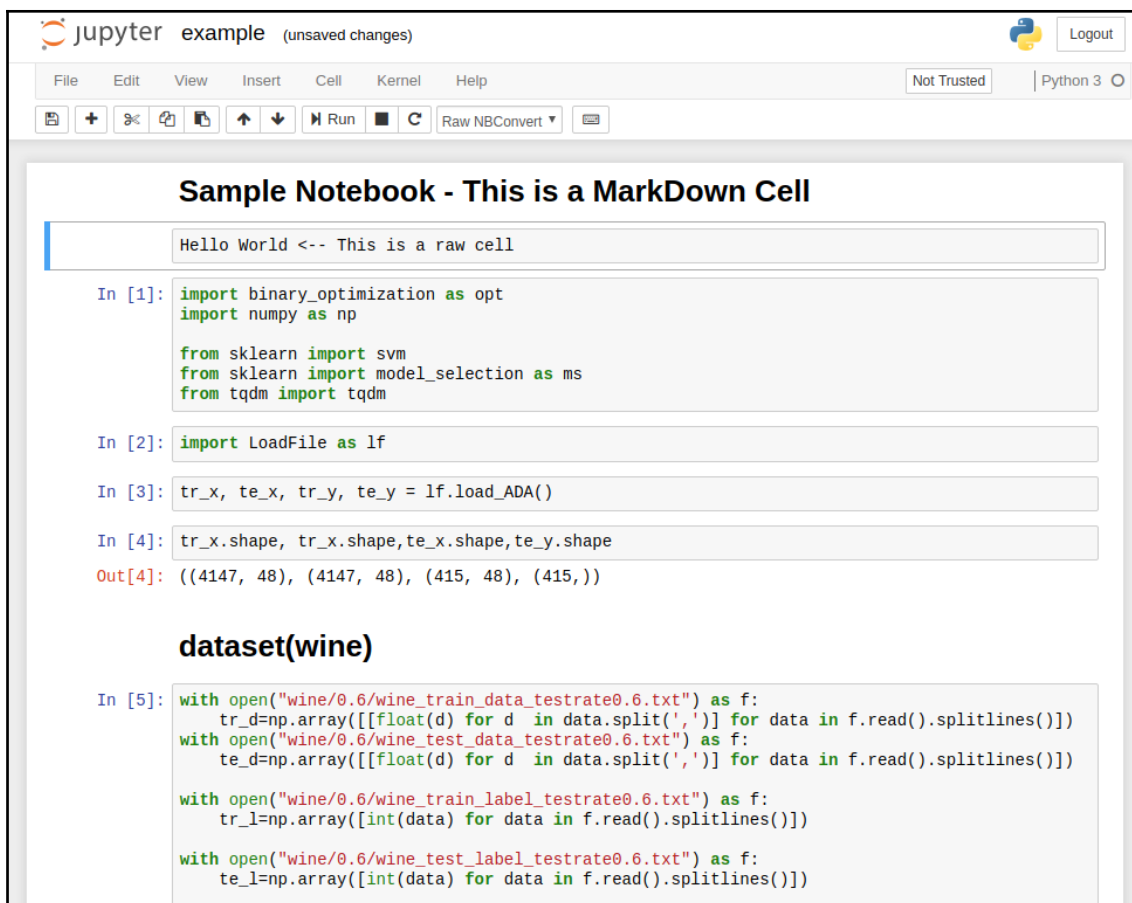 jupyter example (unsaved changes) Logout
File Edit View Insert Cell Kernel Help Not Trusted Python 3
Run Raw NBConvert
Sample Notebook - This is a MarkDown Cell
Hello World <-- This is a raw cell
In [1]: import binary_optimization as opt
import numpy as np
from sklearn import svm
from sklearn import model_selection as ms
from tqdm import tqdm
In [2]: import LoadFile as lf
In [3]: tr_x, te_x, tr_y, te_y = lf.load_ADA()
In [4]: tr_x.shape, tr_x.shape,te_x.shape,te_y.shape
Out[4]: ((4147, 48), (4147, 48), (415, 48), (415,))
dataset(wine)
In [5]: with open("wine/0.6/wine_train_data_testrate0.6.txt") as f:
    tr_d=np.array([[float(d) for d  in data.split(',')] for data in f.read().splitlines()])
with open("wine/0.6/wine_test_data_testrate0.6.txt") as f:
    te_d=np.array([[float(d) for d  in data.split(',')] for data in f.read().splitlines()])
with open("wine/0.6/wine_train_label_testrate0.6.txt") as f:
    tr_l=np.array([int(data) for data in f.read().splitlines()])
with open("wine/0.6/wine_test_label_testrate0.6.txt") as f:
    te_l=np.array([int(data) for data in f.read().splitlines()])